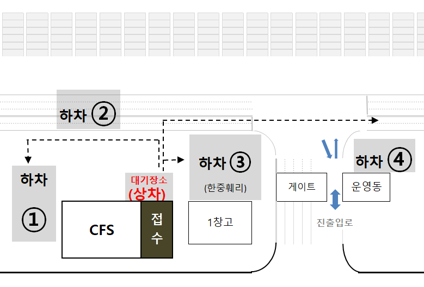 하차 ②
하차
①
대기장소
(상차)
하차 ③
(한중훼리)
하차 ④
CFS
접
수
1창고
게이트
운영동
진출입로